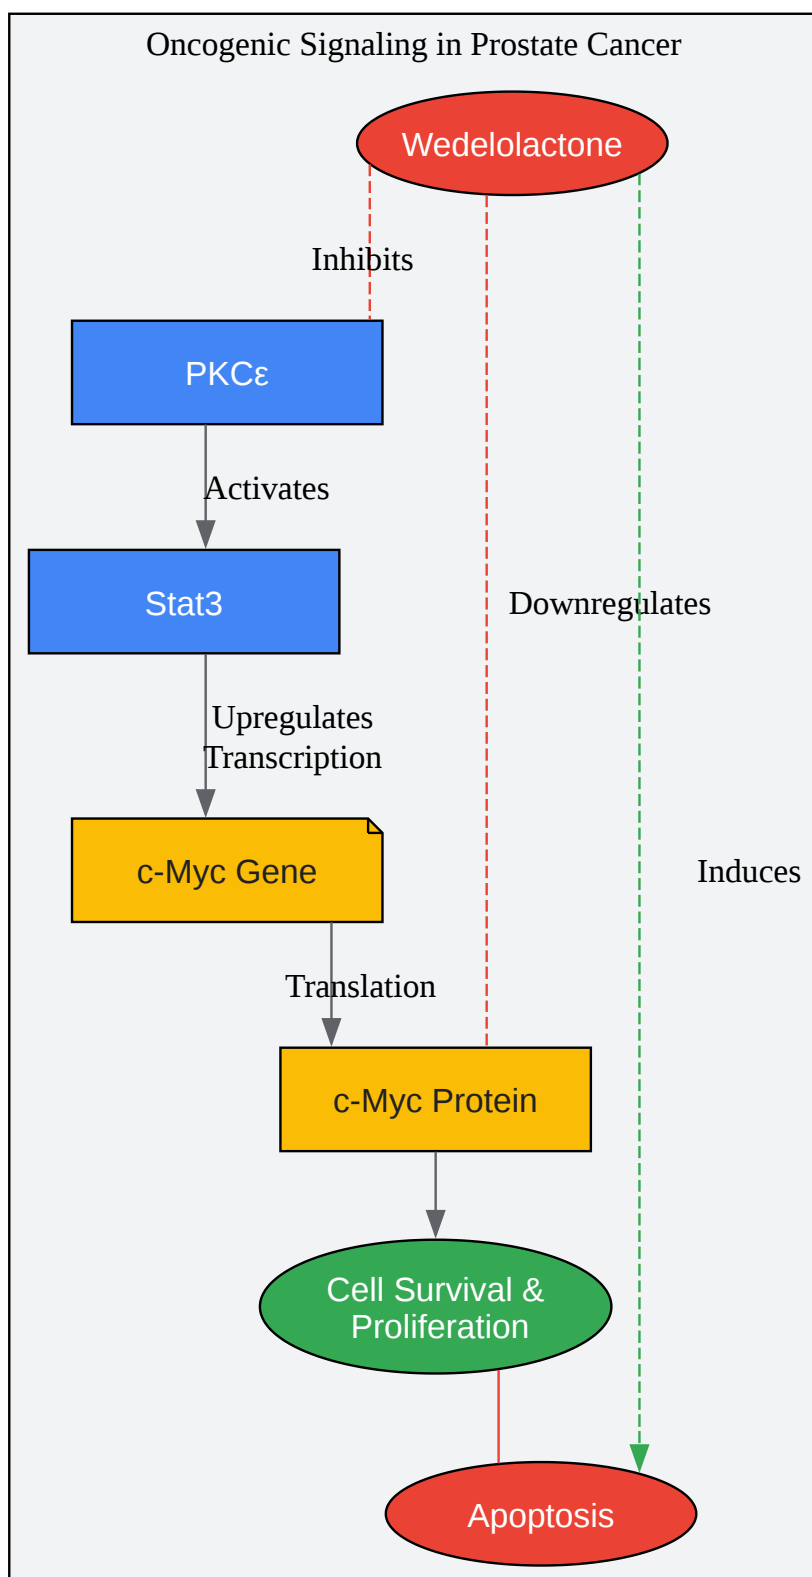 Oncogenic Signaling in Prostate Cancer
Wedelolactone
Inhibits
PKCε
Activates
Stat3
Downregulates
Upregulates
Transcription
c-Myc Gene
Induces
Translation
c-Myc Protein
Cell Survival &
Proliferation
Apoptosis